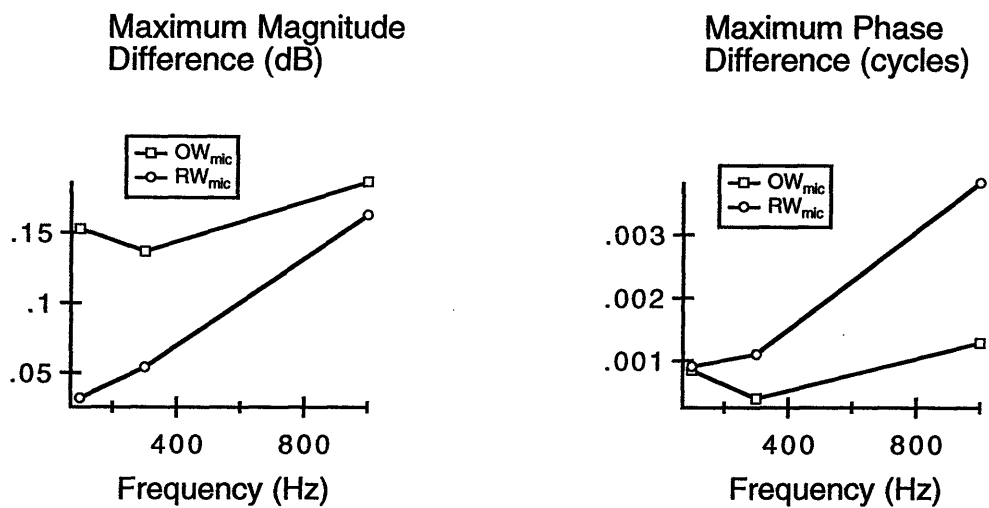 Maximum Magnitude
Difference (dB)
OWmic
RWmic
.15
.1
.05
400 800
Frequency (Hz)
Maximum Phase
Difference (cycles)
OWmic
RWmic
.003
.002
.001
400 800
Frequency (Hz)